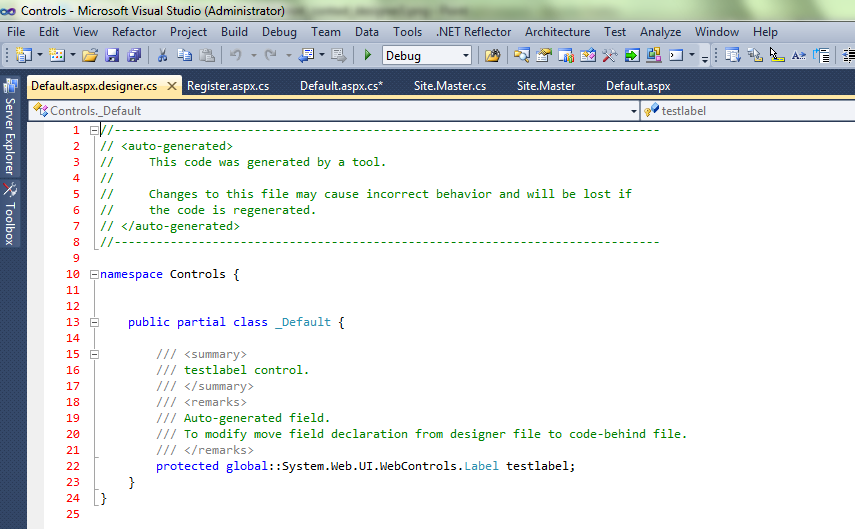 Controls - Microsoft Visual Studio (Administrator)
File Edit View Refactor Project Build Debug Team Data Tools .NET Reflector Architecture Test Analyze Window Help
Debug
Default.aspx.designer.cs Register.aspx.cs Default.aspx.cs* Site.Master.cs Site.Master Default.aspx
Controls._Default testlabel
Server Explorer
Toolbox
1 //------------------------------------------------------------------------------
2 // <auto-generated>
3 //     This code was generated by a tool.
4 //
5 //     Changes to this file may cause incorrect behavior and will be lost if
6 //     the code is regenerated.
7 // </auto-generated>
8 //------------------------------------------------------------------------------
9
10 namespace Controls {
11
12
13     public partial class _Default {
14
15         /// <summary>
16         /// testlabel control.
17         /// </summary>
18         /// <remarks>
19         /// Auto-generated field.
20         /// To modify move field declaration from designer file to code-behind file.
21         /// </remarks>
22         protected global::System.Web.UI.WebControls.Label testlabel;
23     }
24 }
25